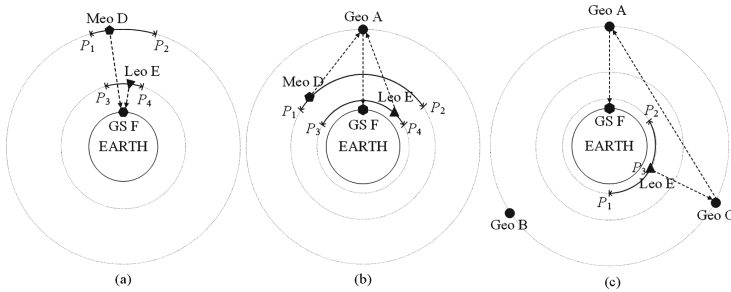 Meo D
P1
P2
Leo E
P3
P4
GS F
EARTH
(a)
Geo A
Meo D
P1
P2
Leo E
P3
P4
GS F
EARTH
(b)
Geo A
GS F
P2
EARTH
P3
Leo E
P1
Geo B
Geo C
(c)